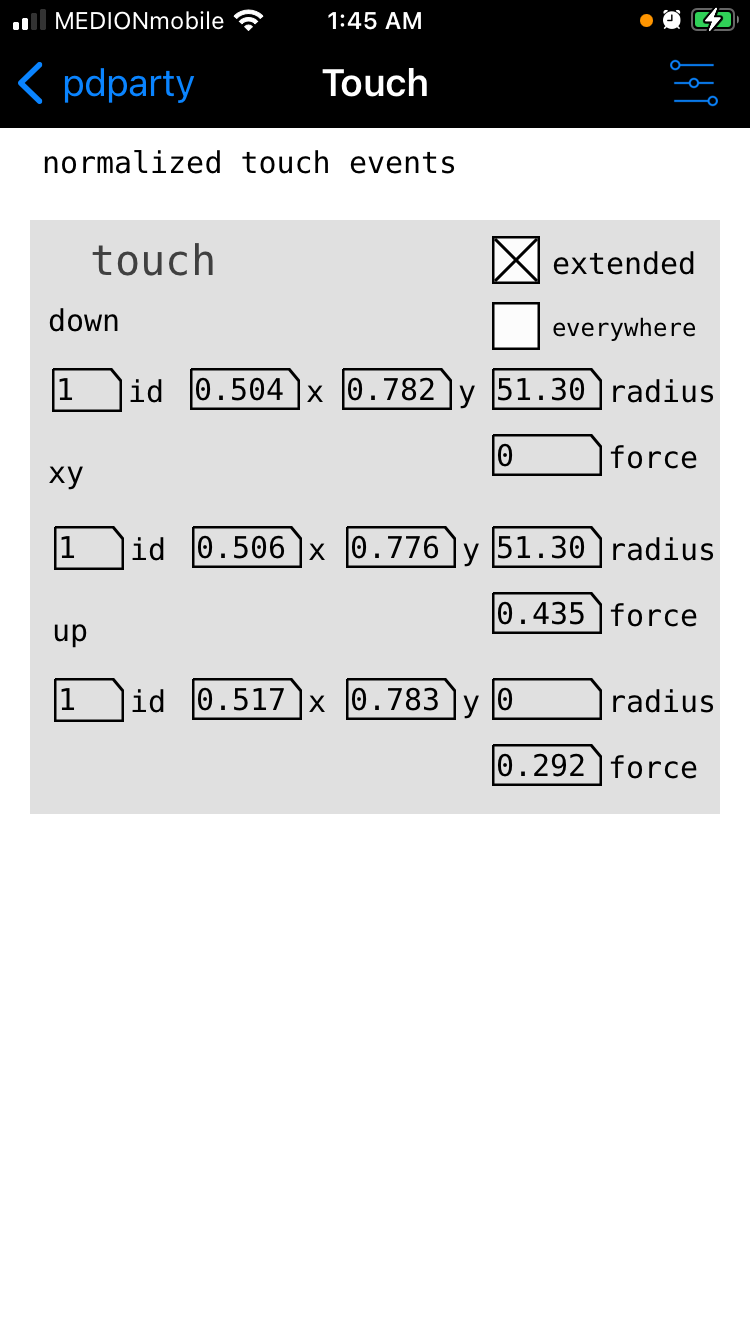 MEDIONmobile 1:45 AM
pdparty Touch
normalized touch events
touch
extended
down
everywhere
1 id 0.504 x 0.782 y 51.30 radius
0 force
xy
1 id 0.506 x 0.776 y 51.30 radius
0.435 force
up
1 id 0.517 x 0.783 y 0 radius
0.292 force